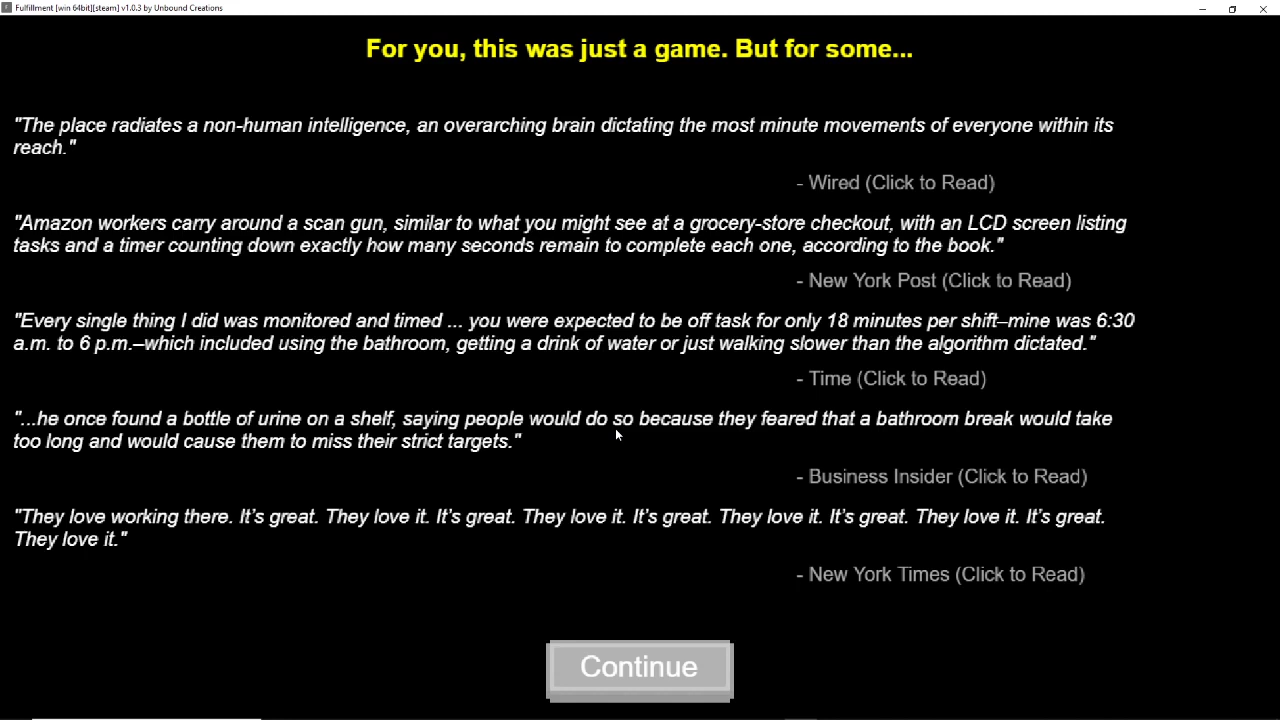 Fulfillment [win 64bit][steam] v1.0.3 by Unbound Creations
For you, this was just a game. But for some...
"The place radiates a non-human intelligence, an overarching brain dictating the most minute movements of everyone within its
reach."
- Wired (Click to Read)
"Amazon workers carry around a scan gun, similar to what you might see at a grocery-store checkout, with an LCD screen listing
tasks and a timer counting down exactly how many seconds remain to complete each one, according to the book."
- New York Post (Click to Read)
"Every single thing I did was monitored and timed ... you were expected to be off task for only 18 minutes per shift–mine was 6:30
a.m. to 6 p.m.–which included using the bathroom, getting a drink of water or just walking slower than the algorithm dictated."
- Time (Click to Read)
"...he once found a bottle of urine on a shelf, saying people would do so because they feared that a bathroom break would take
too long and would cause them to miss their strict targets."
- Business Insider (Click to Read)
"They love working there. It’s great. They love it. It’s great. They love it. It’s great. They love it. It’s great. They love it. It’s great.
They love it."
- New York Times (Click to Read)
Continue